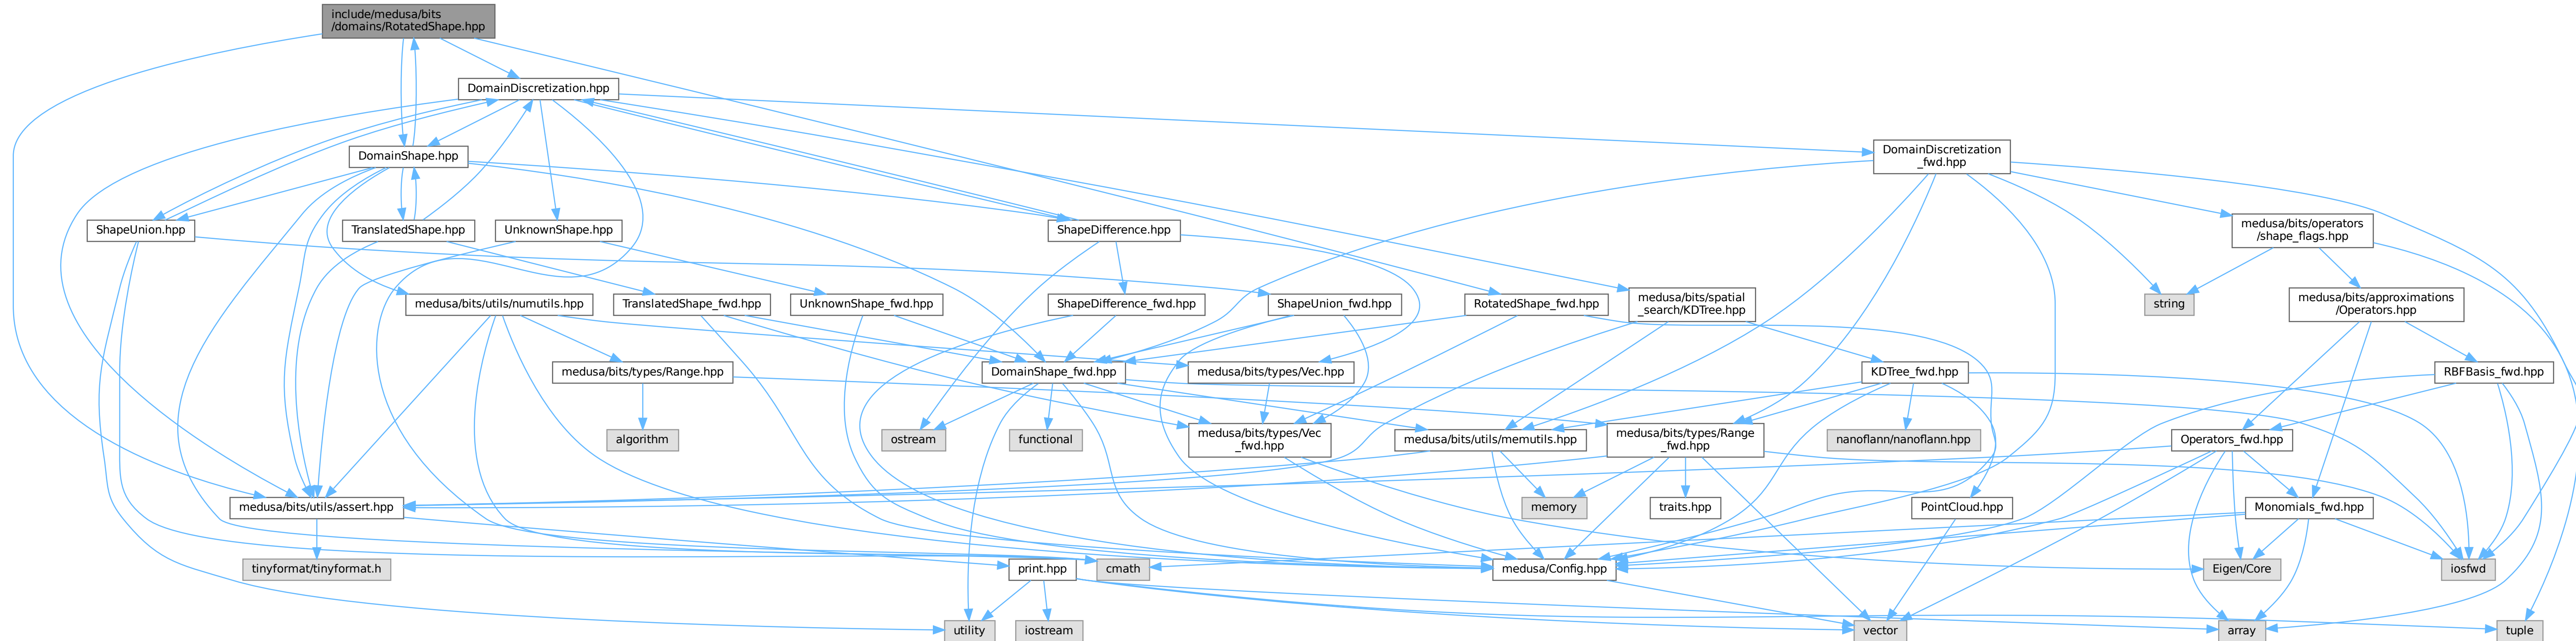 include/medusa/bits
/domains/RotatedShape.hpp
DomainDiscretization.hpp
DomainShape.hpp
DomainDiscretization
_fwd.hpp
ShapeUnion.hpp
TranslatedShape.hpp
UnknownShape.hpp
ShapeDifference.hpp
medusa/bits/operators
/shape_flags.hpp
medusa/bits/utils/numutils.hpp
TranslatedShape_fwd.hpp
UnknownShape_fwd.hpp
ShapeDifference_fwd.hpp
ShapeUnion_fwd.hpp
RotatedShape_fwd.hpp
medusa/bits/spatial
_search/KDTree.hpp
string
medusa/bits/approximations
/Operators.hpp
medusa/bits/types/Range.hpp
DomainShape_fwd.hpp
medusa/bits/types/Vec.hpp
KDTree_fwd.hpp
RBFBasis_fwd.hpp
algorithm
ostream
functional
medusa/bits/types/Vec
_fwd.hpp
medusa/bits/utils/memutils.hpp
medusa/bits/types/Range
_fwd.hpp
nanoflann/nanoflann.hpp
Operators_fwd.hpp
medusa/bits/utils/assert.hpp
memory
traits.hpp
PointCloud.hpp
Monomials_fwd.hpp
tinyformat/tinyformat.h
print.hpp
cmath
medusa/Config.hpp
Eigen/Core
iosfwd
utility
iostream
vector
array
tuple